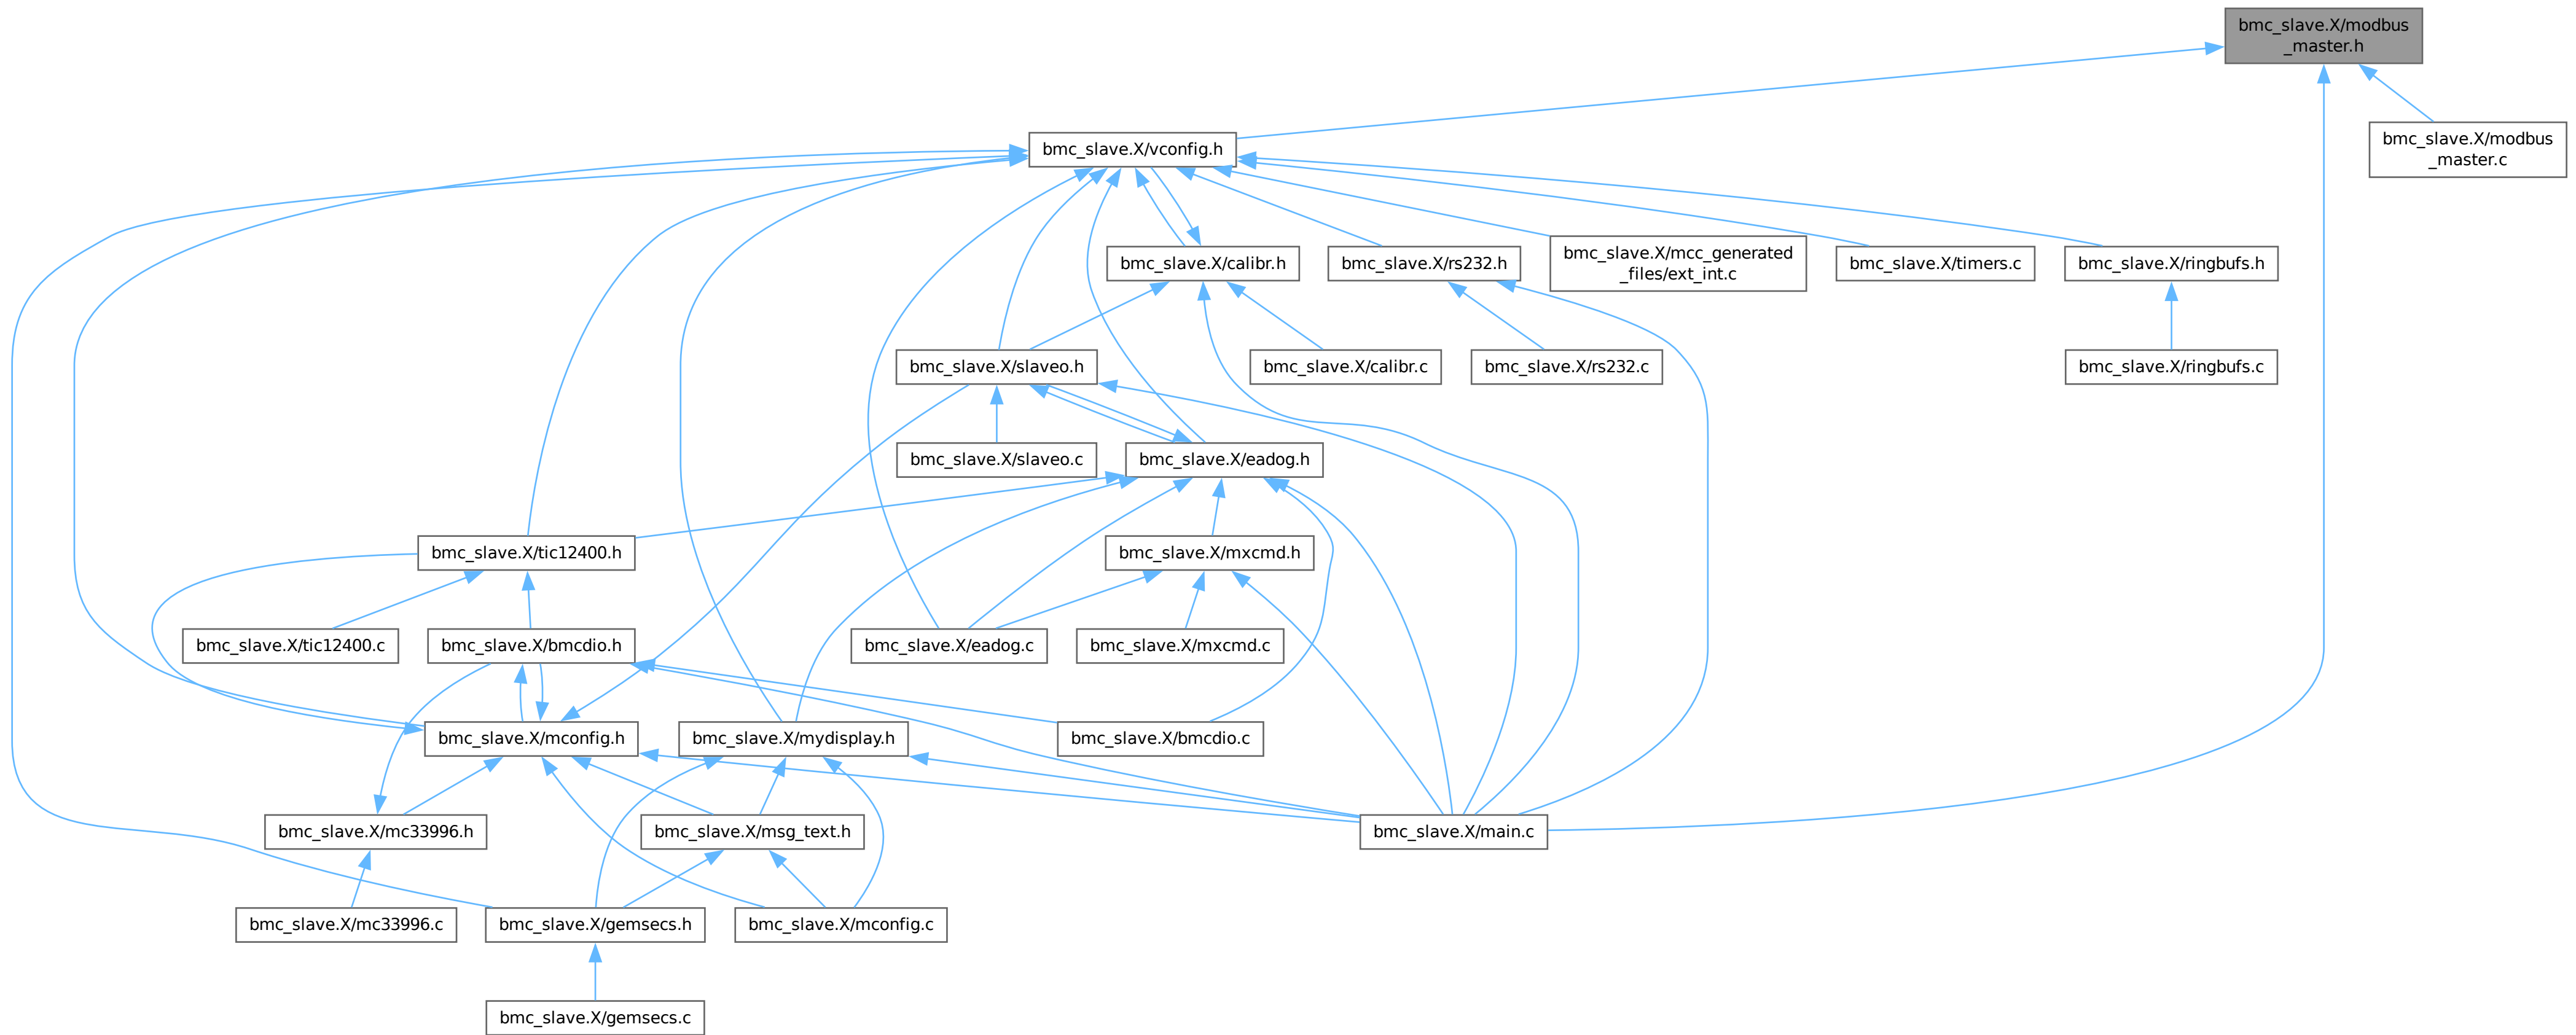 bmc_slave.X/modbus
_master.h
bmc_slave.X/vconfig.h
bmc_slave.X/modbus
_master.c
bmc_slave.X/calibr.h
bmc_slave.X/rs232.h
bmc_slave.X/mcc_generated
_files/ext_int.c
bmc_slave.X/timers.c
bmc_slave.X/ringbufs.h
bmc_slave.X/slaveo.h
bmc_slave.X/calibr.c
bmc_slave.X/rs232.c
bmc_slave.X/ringbufs.c
bmc_slave.X/slaveo.c
bmc_slave.X/eadog.h
bmc_slave.X/tic12400.h
bmc_slave.X/mxcmd.h
bmc_slave.X/tic12400.c
bmc_slave.X/bmcdio.h
bmc_slave.X/eadog.c
bmc_slave.X/mxcmd.c
bmc_slave.X/mconfig.h
bmc_slave.X/mydisplay.h
bmc_slave.X/bmcdio.c
bmc_slave.X/mc33996.h
bmc_slave.X/msg_text.h
bmc_slave.X/main.c
bmc_slave.X/mc33996.c
bmc_slave.X/gemsecs.h
bmc_slave.X/mconfig.c
bmc_slave.X/gemsecs.c